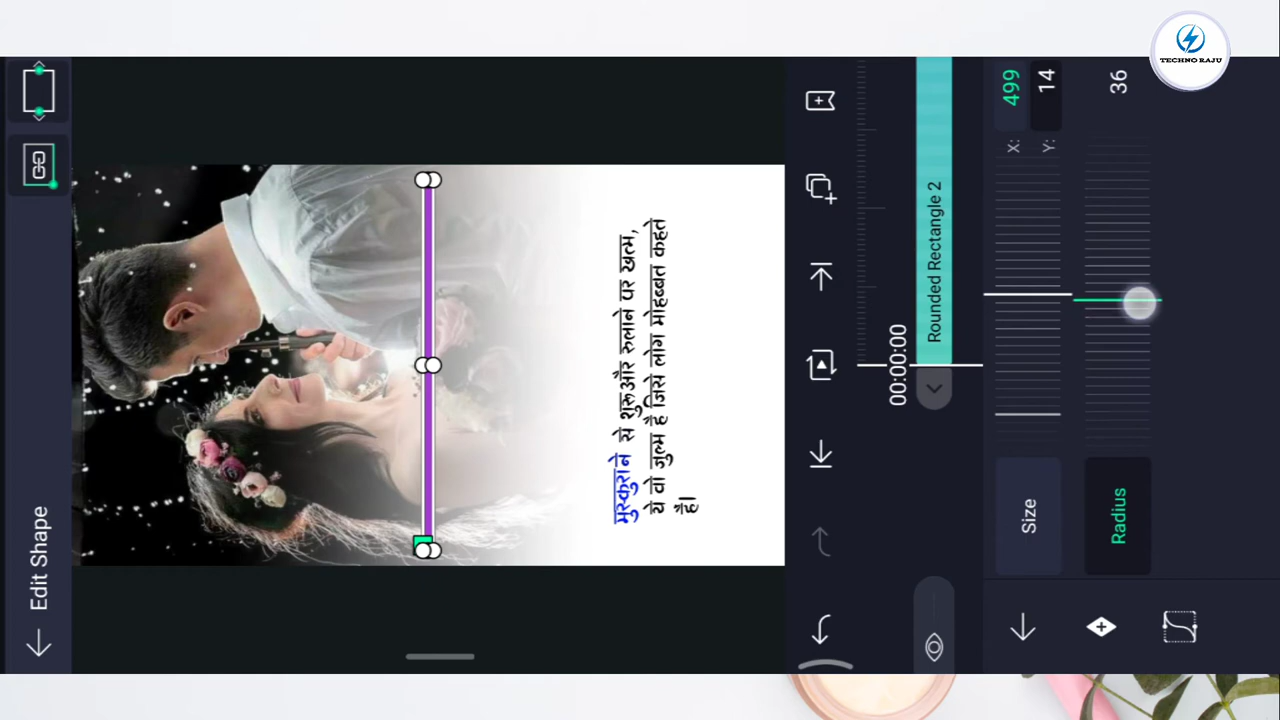 TECHNO RAJU
Edit Shape
मुस्कुराने से शुरू और रुलाने पर खत्म,
ये वो जुल्म है जिसे लोग मोहब्बत कहते
है।
00:00:00
Rounded Rectangle 2
X: 499
Y: 14
Size
36
Radius